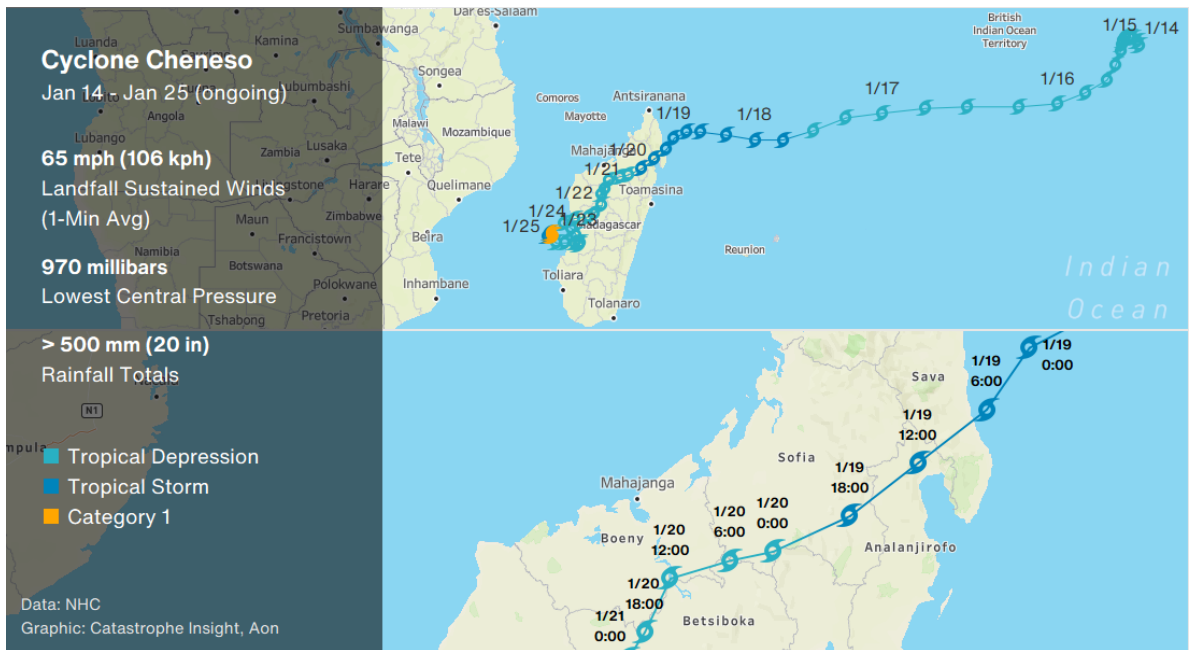 Cyclone Cheneso
Jan 14 - Jan 25 (ongoing)
65 mph (106 kph)
Landfall Sustained Winds
(1-Min Avg)
970 millibars
Lowest Central Pressure
> 500 mm (20 in)
Rainfall Totals
Tropical Depression
Tropical Storm
Category 1
Data: NHC
Graphic: Catastrophe Insight, Aon
Luanda
Kamina
Sumbawanga
Dar es-Salaam
Songea
Lubumbashi
Lobito
Angola
Lubango
Malawi
Mozambique
Zambia
Lusaka
Tete
Livingstone
Harare
Quelimane
Maun
Zimbabwe
Beira
Namibia
Francistown
Botswana
Polokwane
Inhambane
Tshabong
Pretoria
Comoros
Mayotte
Antsiranana
Mahajanga
Toamasina
Madagascar
Toliara
Tolanaro
Reunion
British
Indian Ocean
Territory
Indian
Ocean
1/14
1/15
1/16
1/17
1/18
1/19
1/20
1/21
1/22
1/23
1/24
1/25
Nacala
N1
mpula
Sava
Sofia
Mahajanga
Boeny
Analanjirofo
Betsiboka
1/19
0:00
1/19
6:00
1/19
12:00
1/19
18:00
1/20
0:00
1/20
6:00
1/20
12:00
1/20
18:00
1/21
0:00